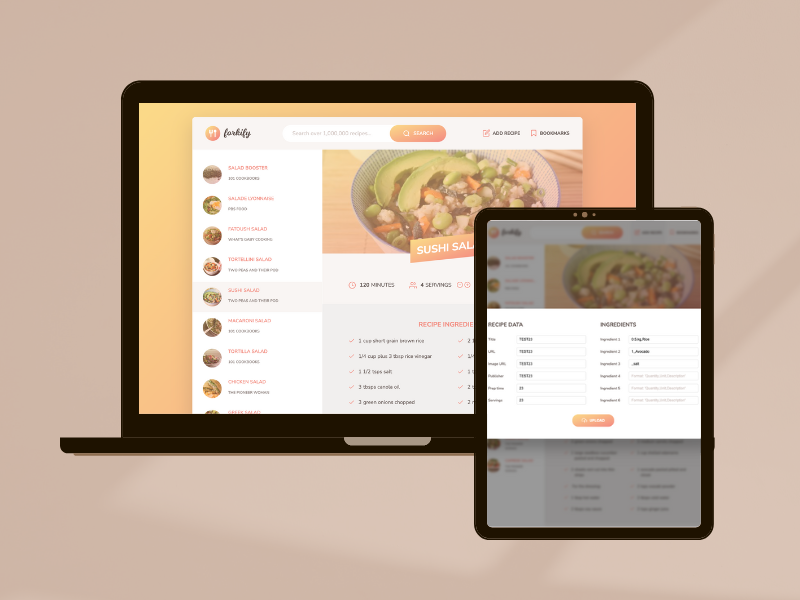 forkify
Search over 1,000,000 recipes...
SEARCH
ADD RECIPE
BOOKMARKS
SALAD BOOSTER
101 COOKBOOKS
SALADE LYONNAISE
BBC FOOD
FATOUSH SALAD
WHAT'S GABY COOKING
TORTELLINI SALAD
TWO PEAS AND THEIR POD
SUSHI SALAD
TWO PEAS AND THEIR POD
MACARONI SALAD
101 COOKBOOKS
TORTILLA SALAD
101 COOKBOOKS
CHICKEN SALAD
THE PIONEER WOMAN
GREEK SALAD
SUSHI SAL
120 MINUTES
4 SERVINGS
RECIPE INGREDIE
1 cup short grain brown rice
1/4 cup plus 3 tbsp rice vinegar
1 1/2 tsps salt
3 tbsps canola oil
3 green onions chopped
RECIPE DATA
Title TEST23
URL TEST23
Image URL TEST23
Publisher TEST23
Prep time 23
Servings 23
INGREDIENTS
Ingredient 1 0.5,kg,Rice
Ingredient 2 1,,Avocado
Ingredient 3 ,,salt
Ingredient 4 Format: 'Quantity,Unit,Description'
Ingredient 5 Format: 'Quantity,Unit,Description'
Ingredient 6 Format: 'Quantity,Unit,Description'
UPLOAD